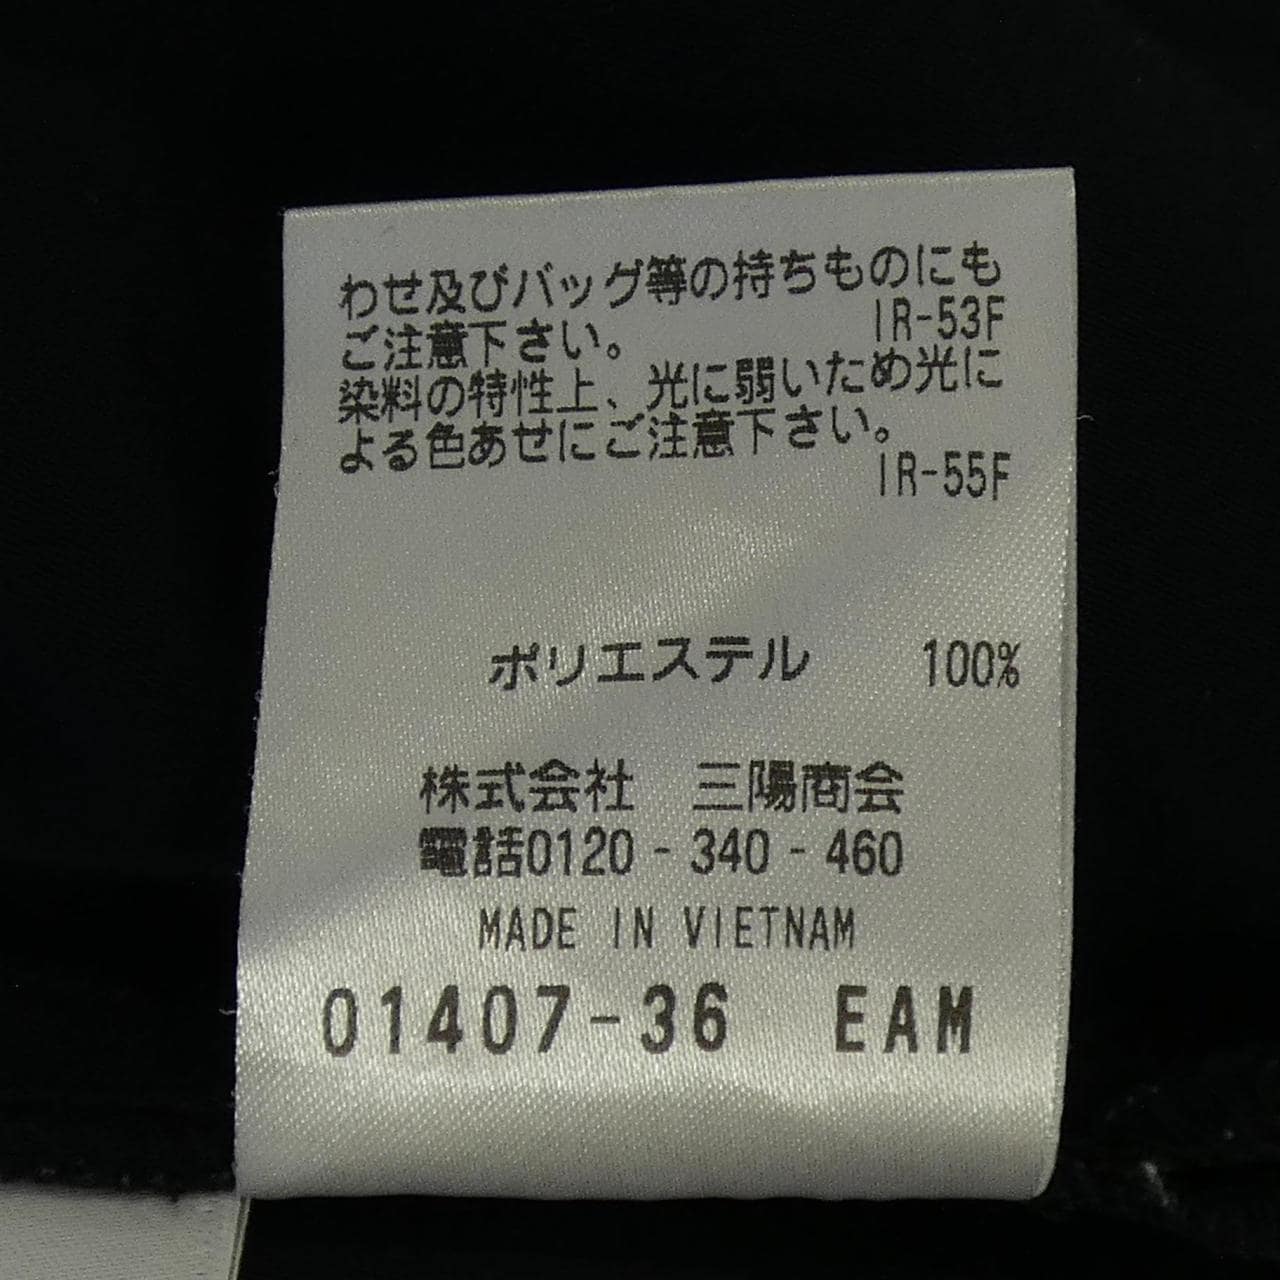 わせ及びバッグ等の持ちものにも
ご注意下さい。 IR-53F
染料の特性上、光に弱いため光に
よる色あせにご注意下さい。
IR-55F
ポリエステル 100%
株式会社 三陽商会
電話0120-340-460
MADE IN VIETNAM
01407-36 EAM